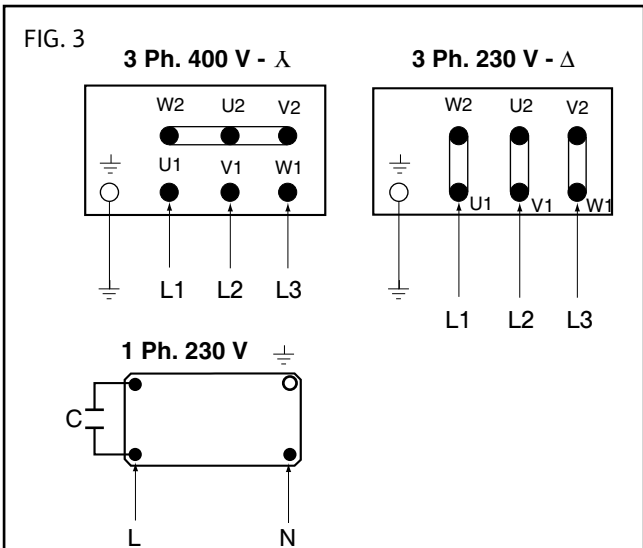 FIG. 3
3 Ph. 400 V - Y
W2 U2 V2
U1 V1 W1
L1 L2 L3
3 Ph. 230 V - Δ
W2 U2 V2
U1 V1 W1
L1 L2 L3
1 Ph. 230 V
C
L N